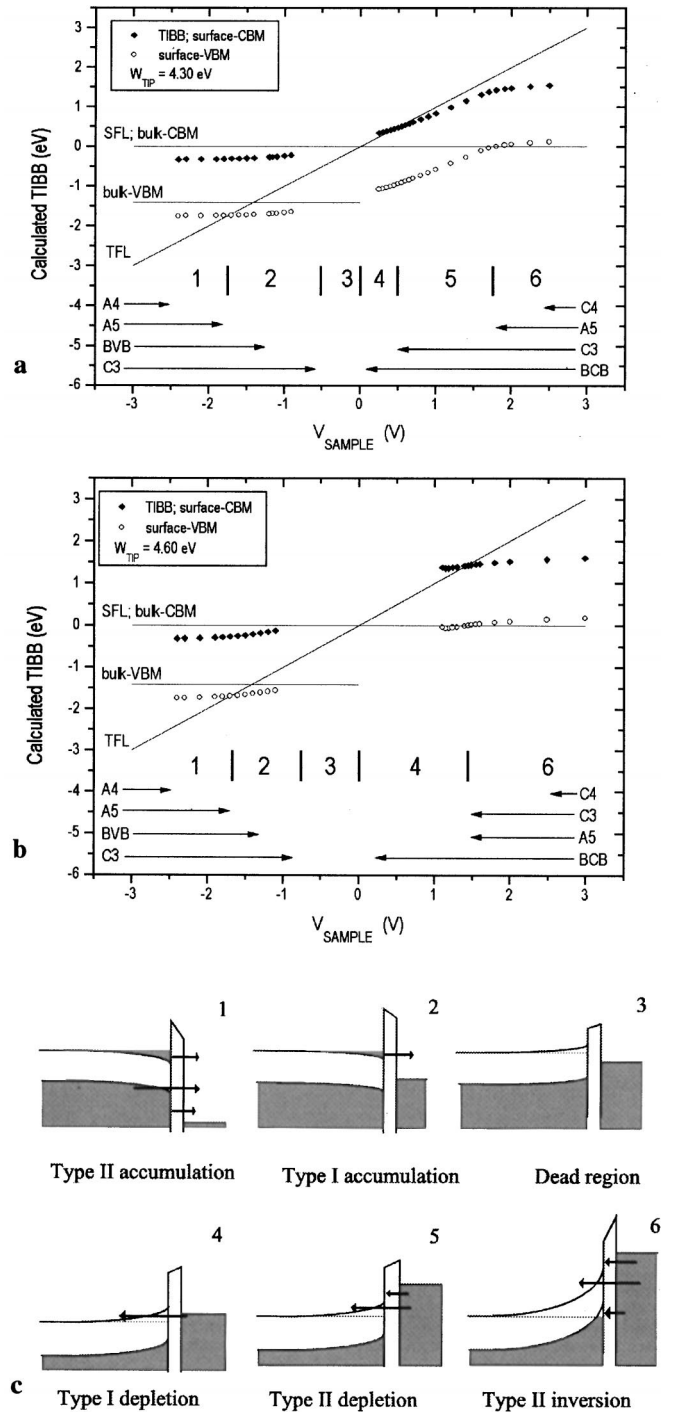 TIBB; surface-CBM
surface-VBM
W_TIP = 4.30 eV
3
2
1
0
-1
-2
-3
-4
-5
-6
Calculated TIBB (eV)
SFL; bulk-CBM
bulk-VBM
TFL
1 2 3 4 5 6
A4 C4
A5 A5
BVB C3
C3 BCB
a
-3 -2 -1 0 1 2 3
V_SAMPLE (V)
TIBB; surface-CBM
surface-VBM
W_TIP = 4.60 eV
3
2
1
0
-1
-2
-3
-4
-5
-6
Calculated TIBB (eV)
SFL; bulk-CBM
bulk-VBM
TFL
1 2 3 4 6
A4 C4
A5 C3
BVB A5
C3 BCB
b
-3 -2 -1 0 1 2 3
V_SAMPLE (V)
1 2 3
Type II accumulation Type I accumulation Dead region
4 5 6
c Type I depletion Type II depletion Type II inversion